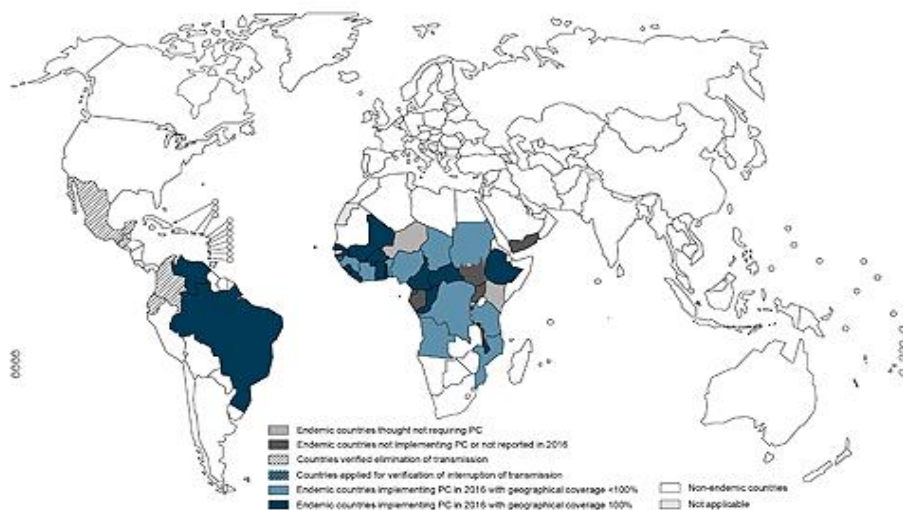 Endemic countries thought not requiring PC
Endemic countries not implementing PC or not reported in 2016
Countries verified elimination of transmission
Countries applied for verification of interruption of transmission
Endemic countries implementing PC in 2016 with geographical coverage <100%
Endemic countries implementing PC in 2016 with geographical coverage 100%
Non-endemic countries
Not applicable